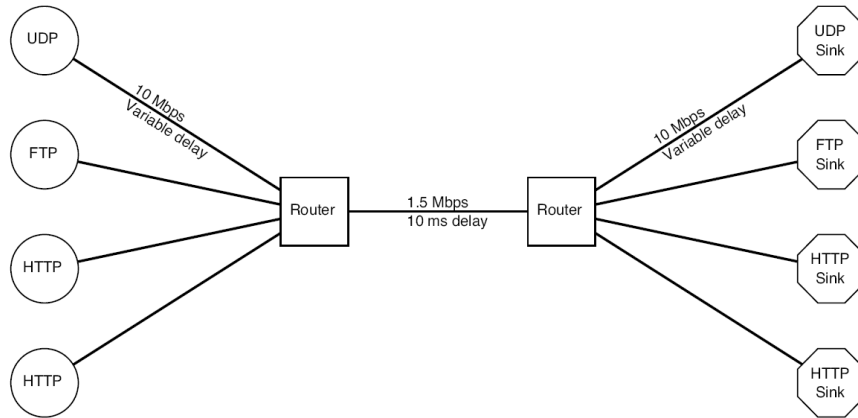 UDP
UDP
Sink
10 Mbps
Variable delay
10 Mbps
Variable delay
FTP
FTP
Sink
Router
1.5 Mbps
10 ms delay
Router
HTTP
HTTP
Sink
HTTP
HTTP
Sink